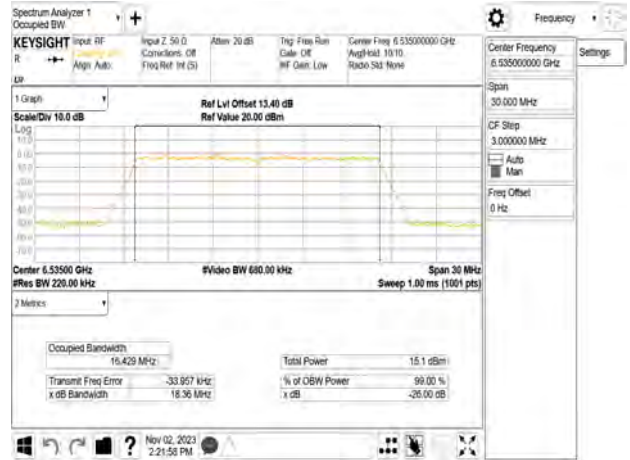 Spectrum Analyzer 1
Occupied BW
Frequency
KEYSIGHT
Input: RF
Input Z: 50 Ω
Atten: 20 dB
Trig: Free Run
Center Freq: 6.535000000 GHz
R
Corrections: Off
Gate: Off
Avg|Hold: 10/10
Align: Auto
Freq Ref: Int (S)
#IF Gain: Low
Radio Std: None
Center Frequency
6.535000000 GHz
Settings
Span
30.000 MHz
CF Step
3.000000 MHz
Auto
Man
Freq Offset
0 Hz
1 Graph
Scale/Div 10.0 dB
Ref Lvl Offset 13.40 dB
Ref Value 20.00 dBm
Log
Center 6.53500 GHz
#Video BW 680.00 kHz
Span 30 MHz
#Res BW 220.00 kHz
Sweep 1.00 ms (1001 pts)
2 Metrics
Occupied Bandwidth
16.429 MHz
Total Power
15.1 dBm
Transmit Freq Error
-33.957 kHz
% of OBW Power
99.00 %
x dB Bandwidth
18.36 MHz
x dB
-26.00 dB
?
Nov 02, 2023
2:21:58 PM